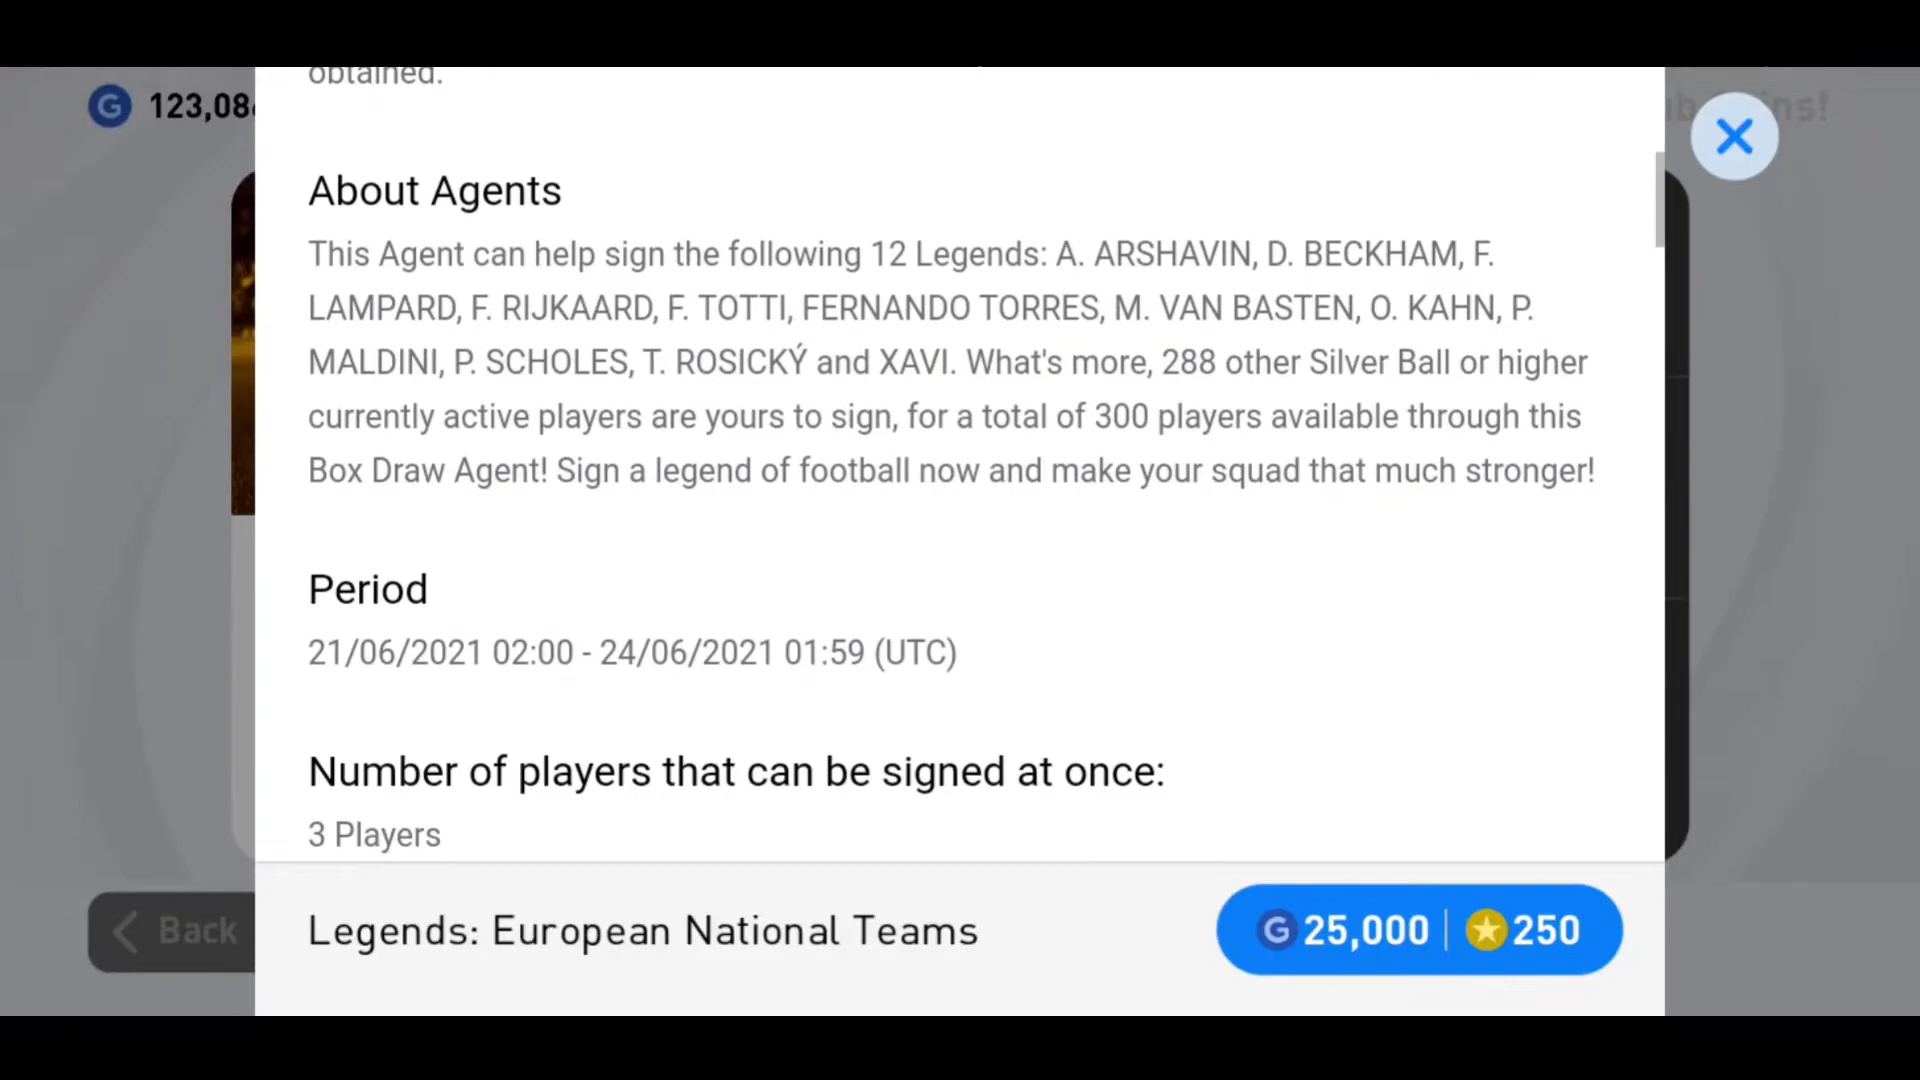 obtained.
G 123,08
About Agents
This Agent can help sign the following 12 Legends: A. ARSHAVIN, D. BECKHAM, F.
LAMPARD, F. RIJKAARD, F. TOTTI, FERNANDO TORRES, M. VAN BASTEN, O. KAHN, P.
MALDINI, P. SCHOLES, T. ROSICKÝ and XAVI. What's more, 288 other Silver Ball or higher
currently active players are yours to sign, for a total of 300 players available through this
Box Draw Agent! Sign a legend of football now and make your squad that much stronger!
Period
21/06/2021 02:00 - 24/06/2021 01:59 (UTC)
Number of players that can be signed at once:
3 Players
Back
Legends: European National Teams
G 25,000 | 250